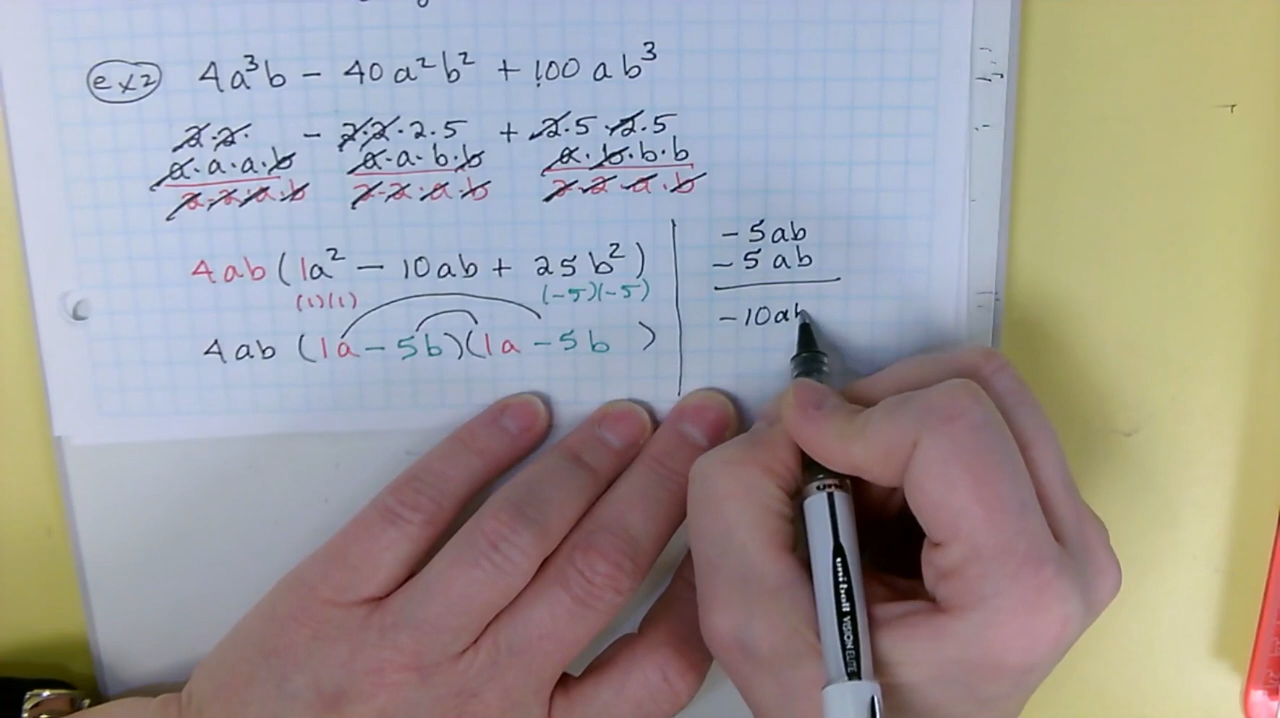 ex2 4a³b - 40a²b² + 100ab³
2·2· - 2·2·2·5 + 2·5·2·5
a·a·a·b a·a·b·b a·b·b·b
2·2·a·b 2·2·a·b 2·2·a·b
4ab(1a² - 10ab + 25b²)
(1)(1) (-5)(-5)
4ab(1a-5b)(1a-5b)
-5ab
-5ab
-10ab
uni
uniball VISION ELITE